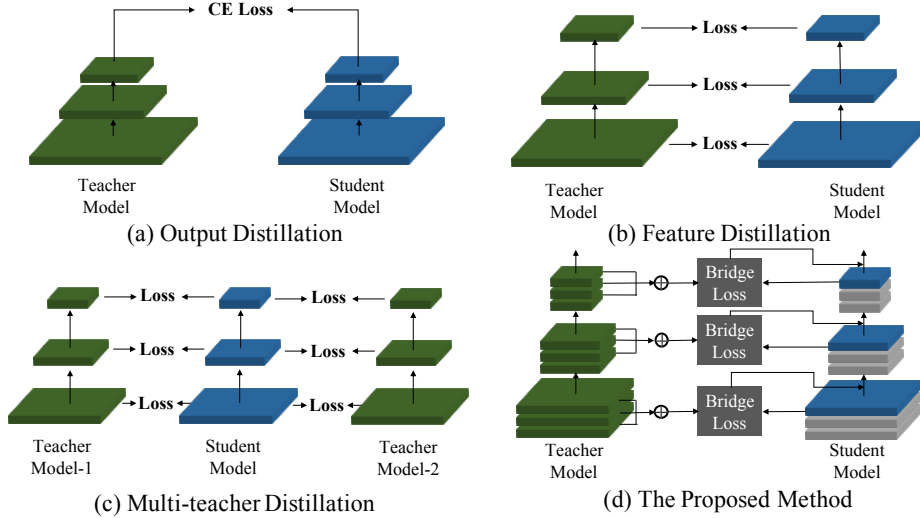 CE Loss
Teacher
Model
Student
Model
(a) Output Distillation
Loss
Loss
Loss
Teacher
Model
Student
Model
(b) Feature Distillation
Loss
Loss
Loss
Loss
Loss
Loss
Teacher
Model-1
Student
Model
Teacher
Model-2
(c) Multi-teacher Distillation
Bridge
Loss
Bridge
Loss
Bridge
Loss
Teacher
Model
Student
Model
(d) The Proposed Method